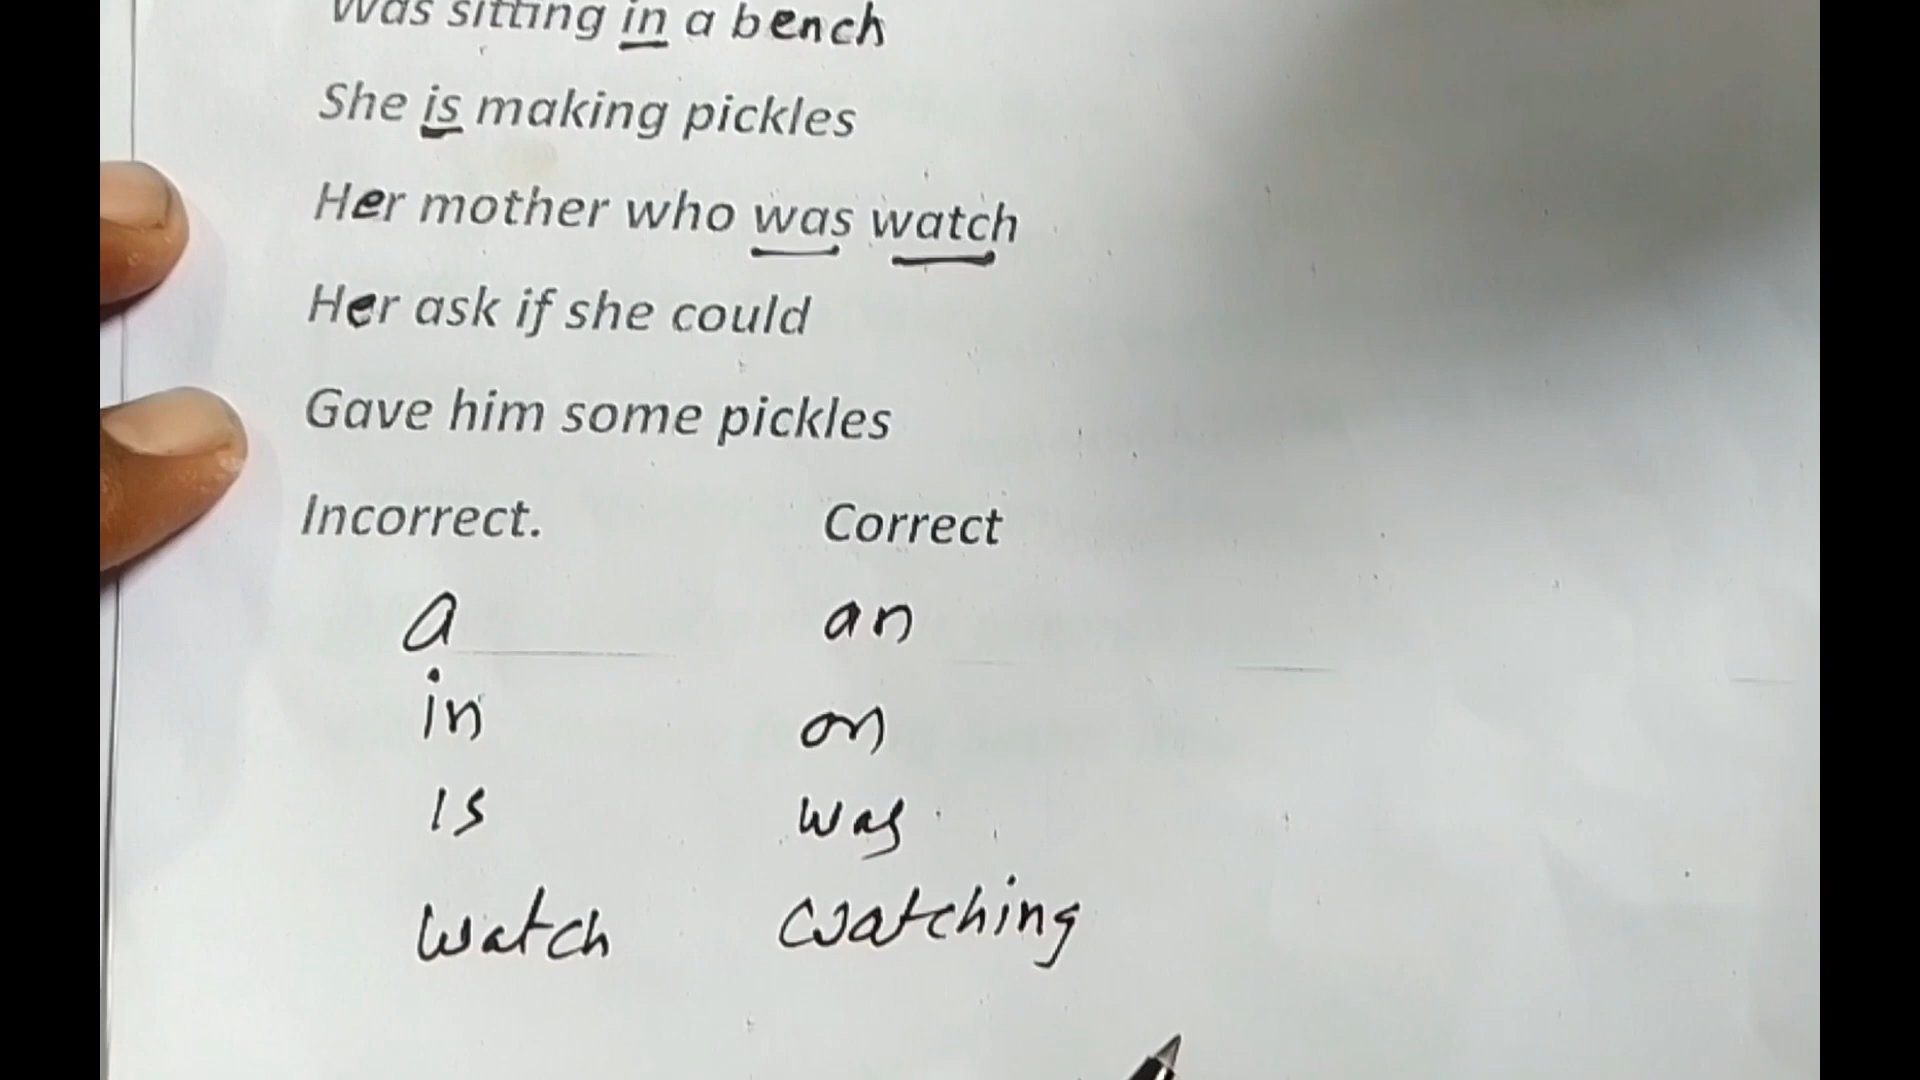 Was sitting in a bench
She is making pickles
Her mother who was watch
Her ask if she could
Gave him some pickles
Incorrect. Correct
a an
in on
is was
watch watching